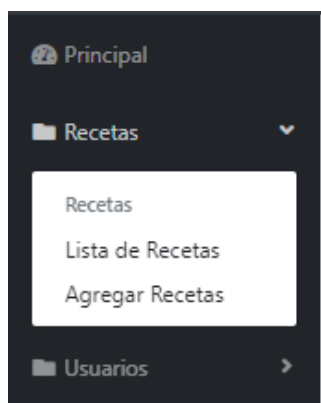 Principal
Recetas
Recetas
Lista de Recetas
Agregar Recetas
Usuarios